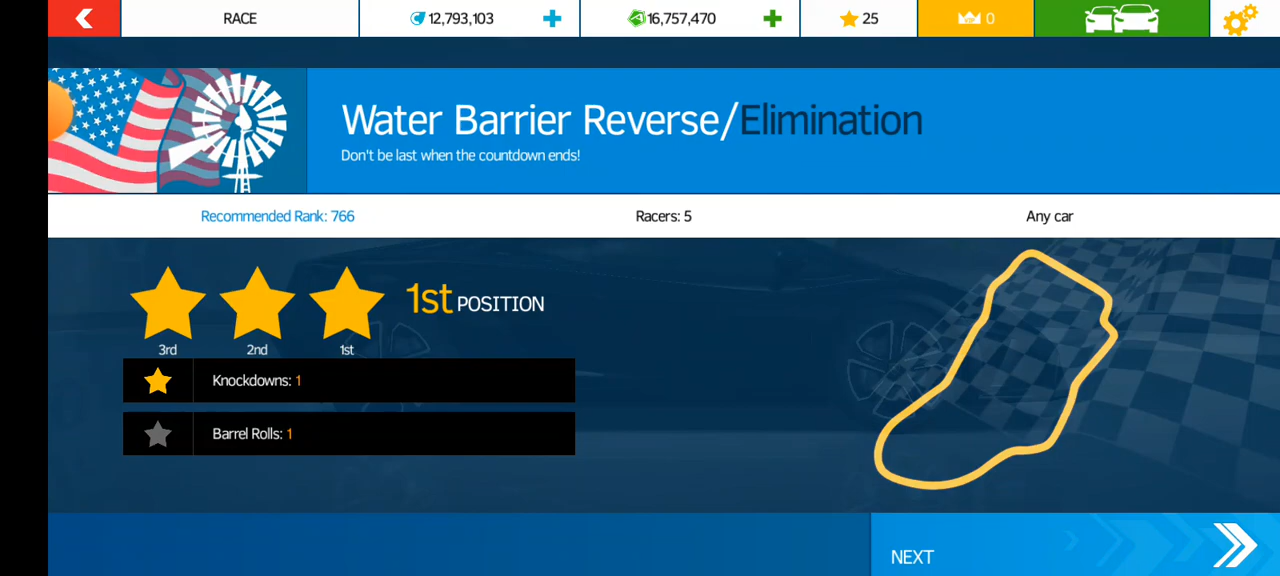 RACE 12,793,103 16,757,470 25 0
Water Barrier Reverse/Elimination
Don't be last when the countdown ends!
Recommended Rank: 766 Racers: 5 Any car
1st POSITION
3rd 2nd 1st
Knockdowns: 1
Barrel Rolls: 1
NEXT